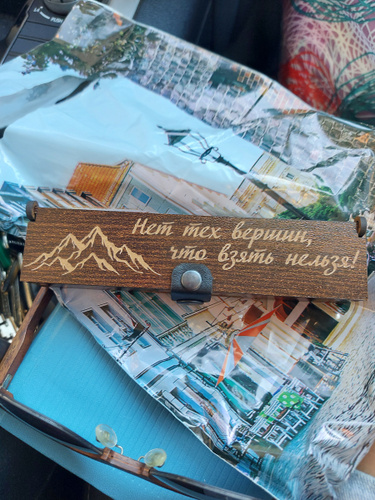 Нет тех вершин,
что взять нельзя!